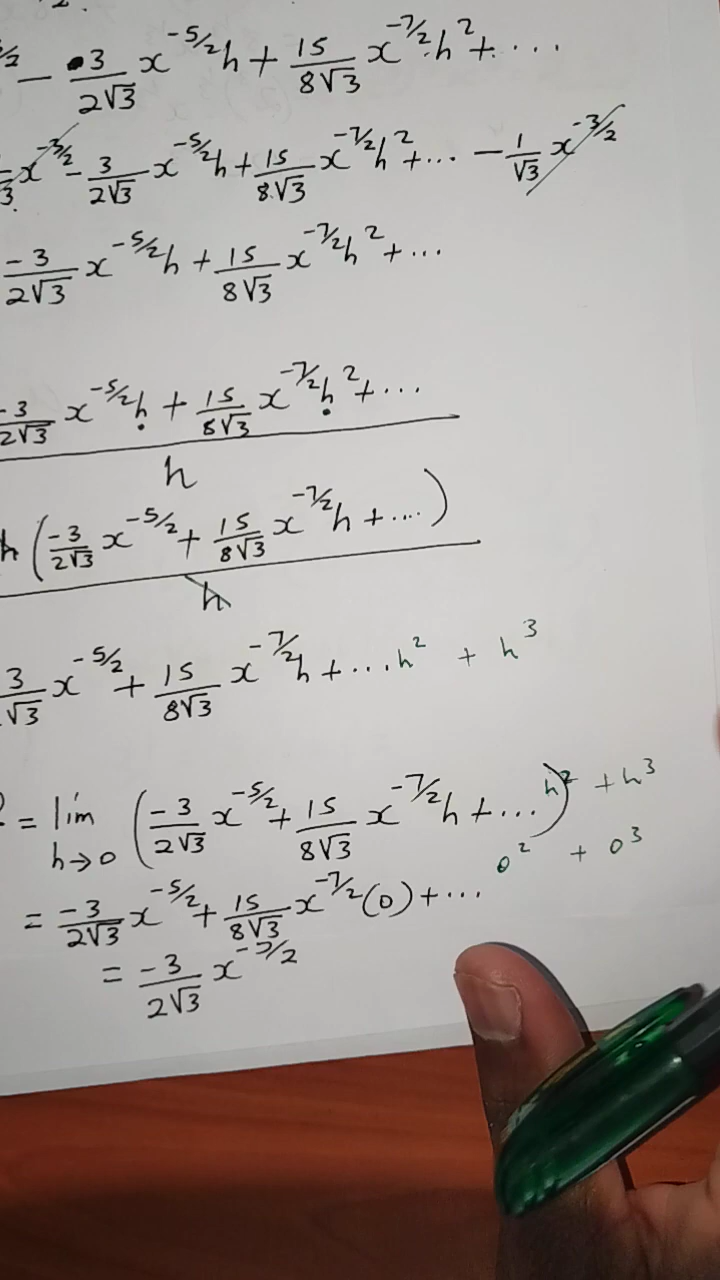 - 3/(2√3) x^(-5/2) h + 15/(8√3) x^(-7/2) h² + ...
x^(-3/2) - 3/(2√3) x^(-5/2) h + 15/(8√3) x^(-7/2) h² + ... - 1/√3 x^(-3/2)
-3/(2√3) x^(-5/2) h + 15/(8√3) x^(-7/2) h² + ...
-3/(2√3) x^(-5/2) h + 15/(8√3) x^(-7/2) h² + ...
h
h (-3/(2√3) x^(-5/2) + 15/(8√3) x^(-7/2) h + ....)
h
3/√3 x^(-5/2) + 15/(8√3) x^(-7/2) h + ... h² + h³
= lim h→0 (-3/(2√3) x^(-5/2) + 15/(8√3) x^(-7/2) h + ... h²) + h³
0² + 0³
= -3/(2√3) x^(-5/2) + 15/(8√3) x^(-7/2) (0) + ...
= -3/(2√3) x^(-5/2)